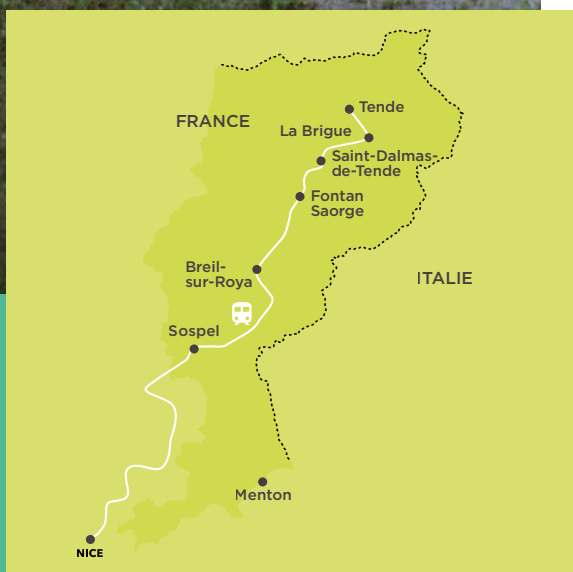 Tende
FRANCE
La Brigue
Saint-Dalmas-
de-Tende
Fontan
Saorge
Breil-
sur-Roya
ITALIE
Sospel
Menton
NICE